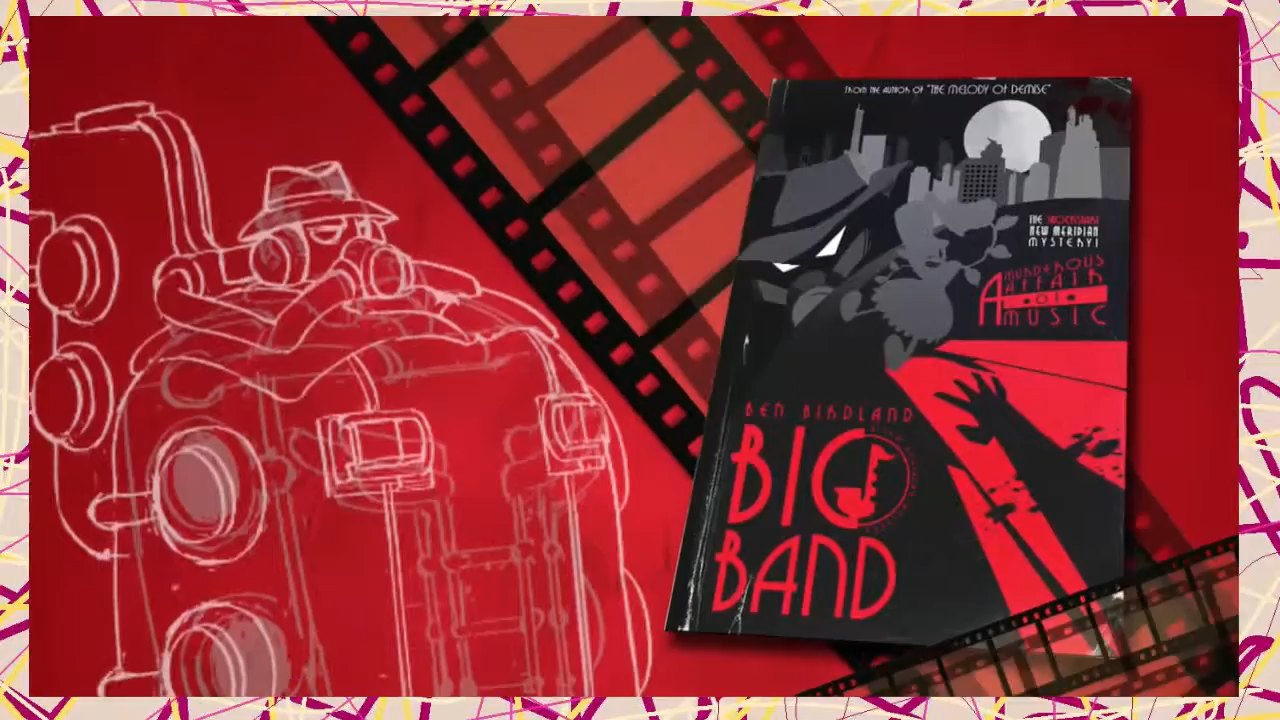 FROM THE AUTHOR OF "THE MELODY OF DEMISE"
NEW MERIDIAN
MYSTERY!
A MURDEROUS
AFFAIR
OF
MUSIC
BEN BIRDLAND
BIG
BAND